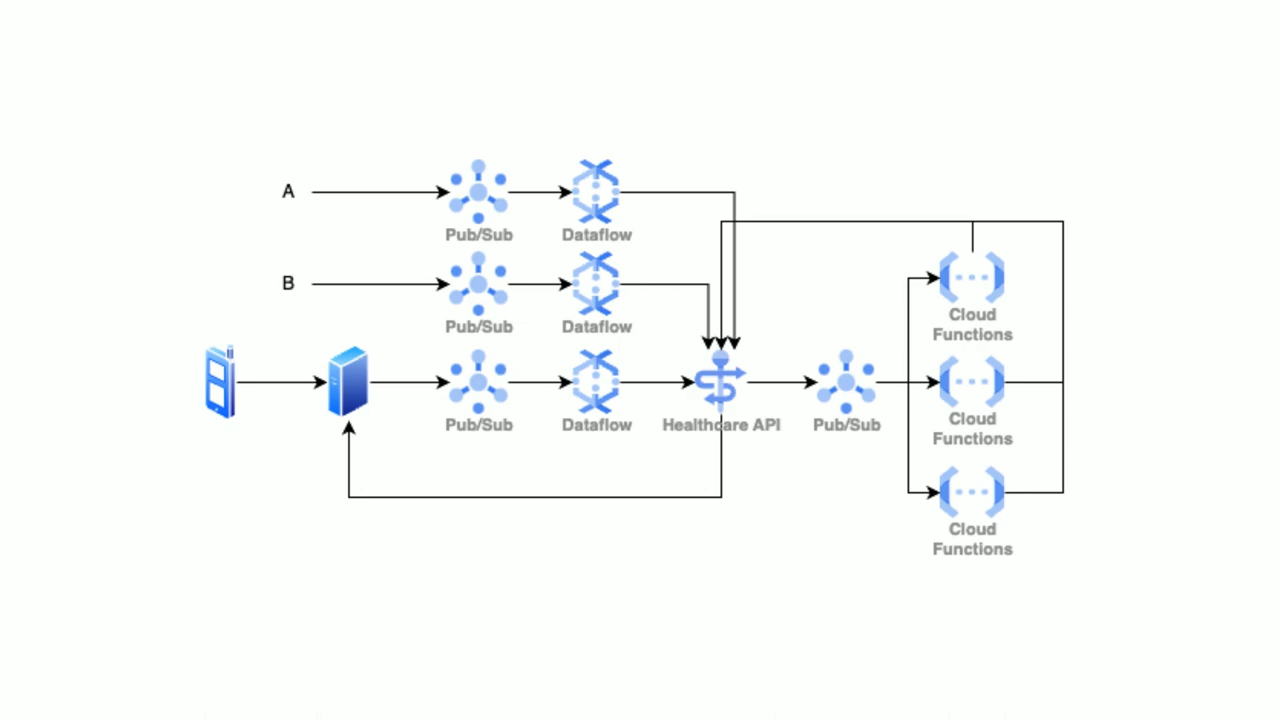 A
Pub/Sub
Dataflow
B
Pub/Sub
Dataflow
Cloud
Functions
Pub/Sub
Dataflow
Healthcare API
Pub/Sub
Cloud
Functions
Cloud
Functions